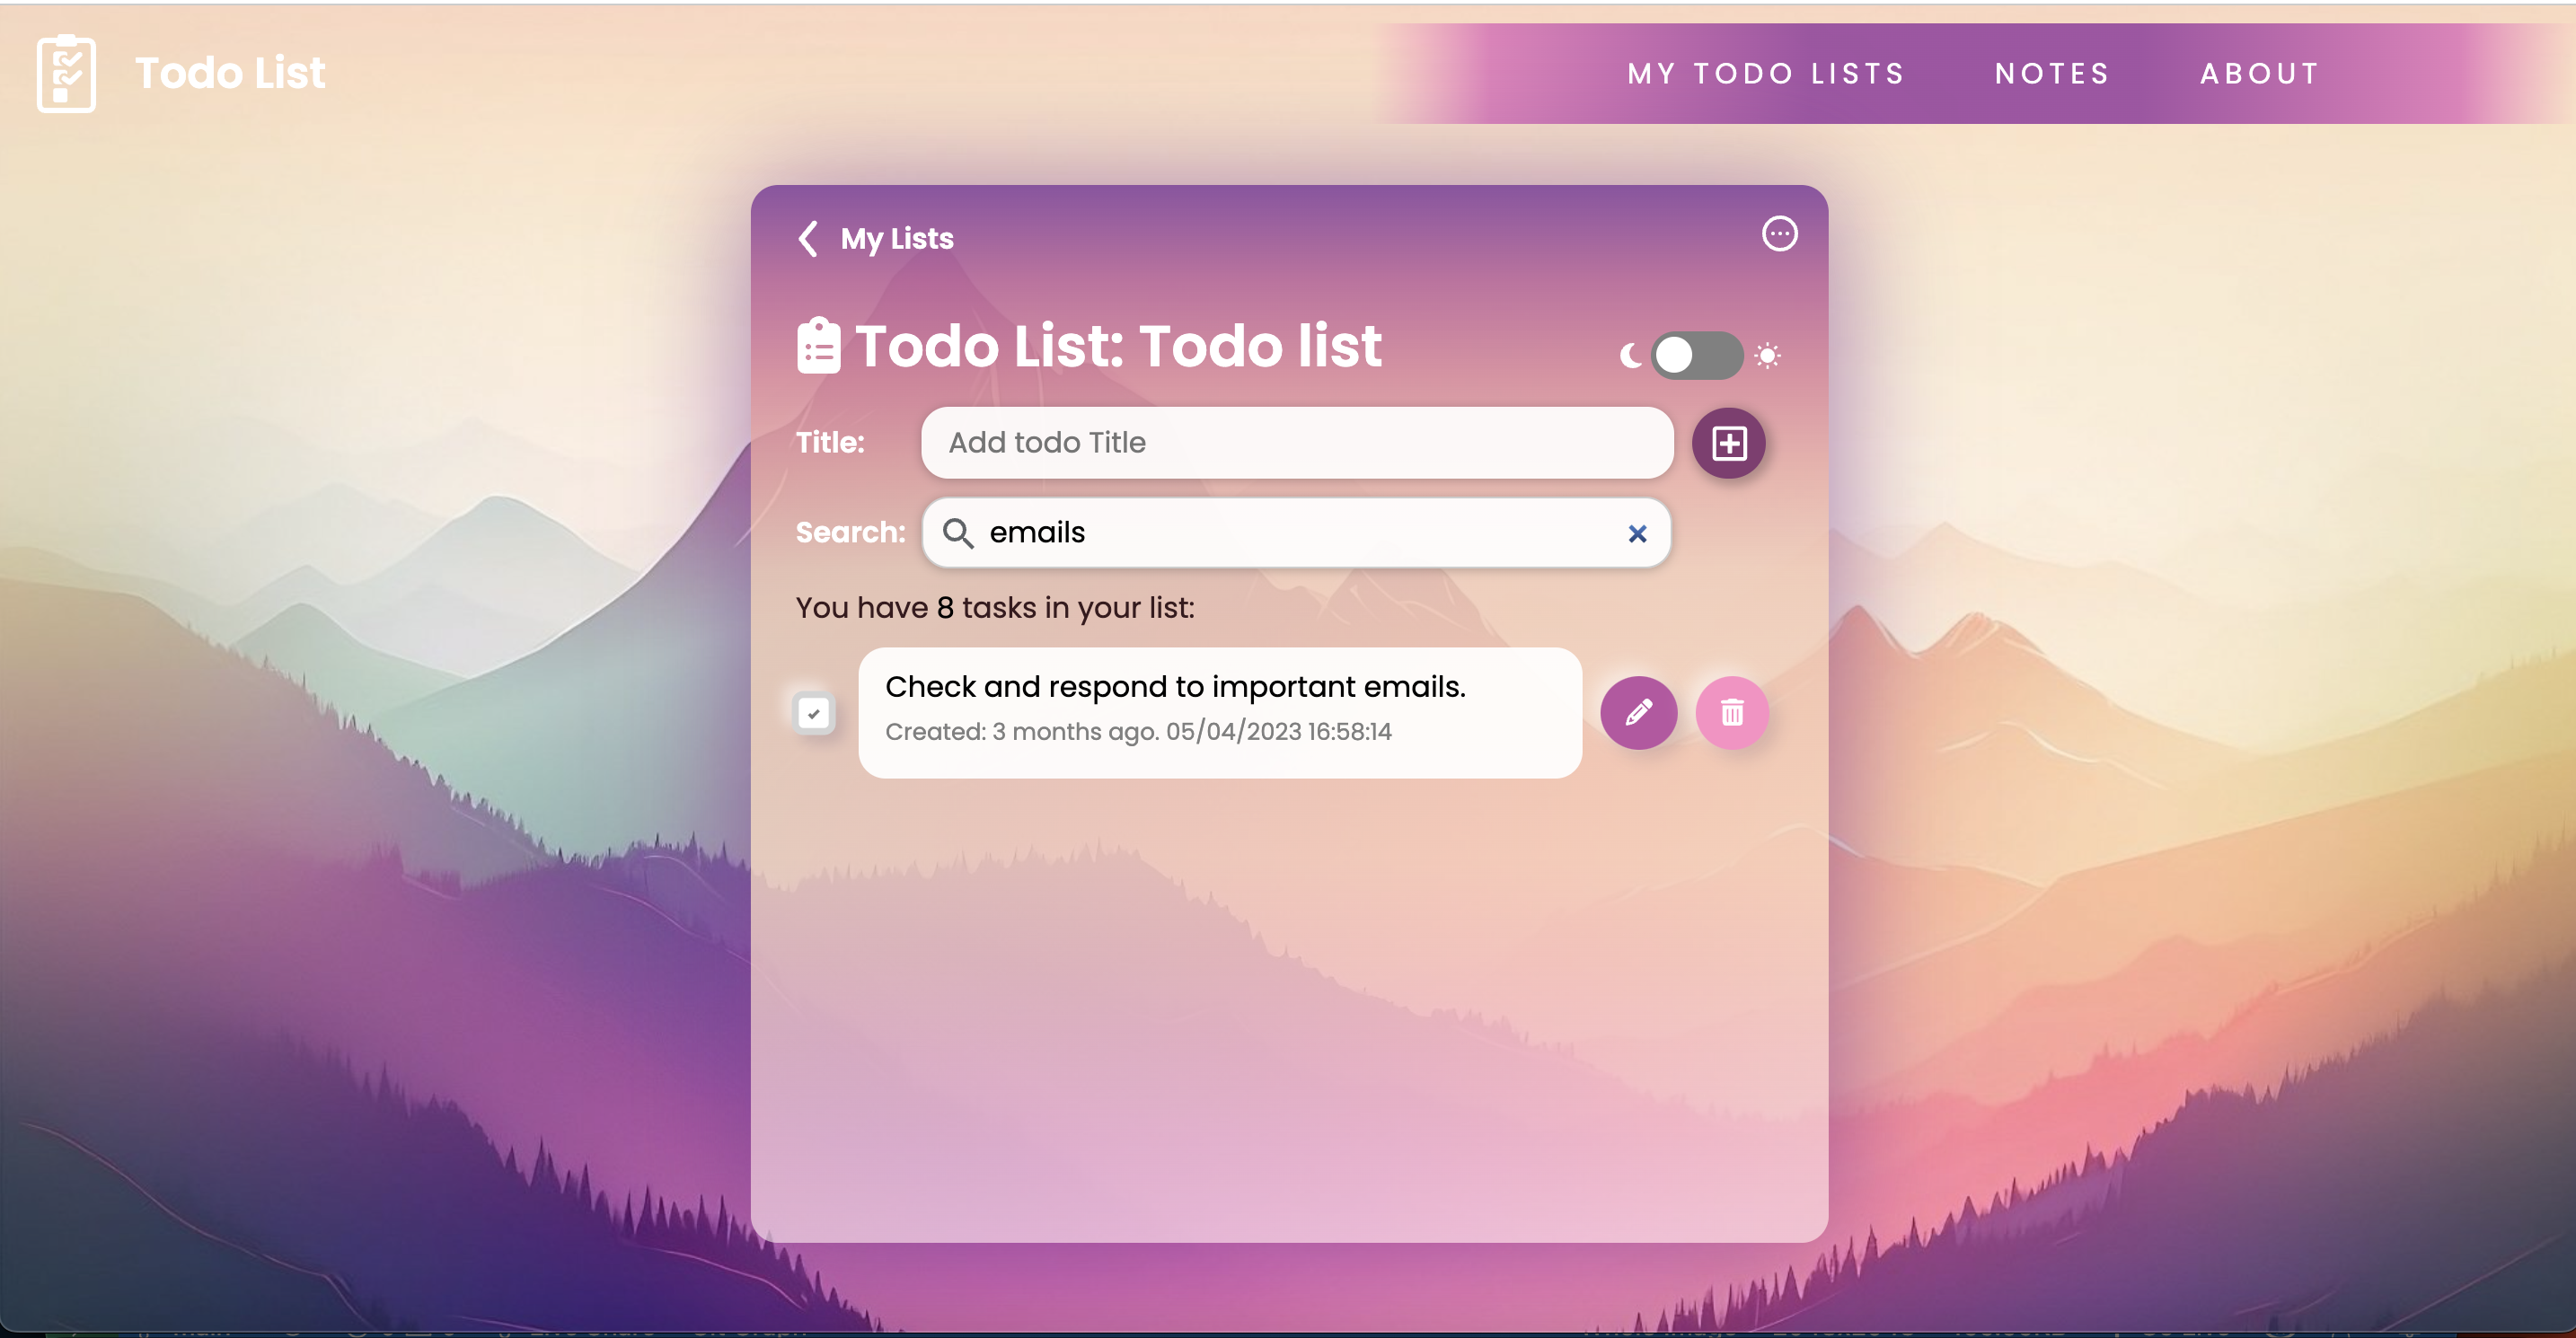 Todo List
MY TODO LISTS NOTES ABOUT
My Lists
Todo List: Todo list
Title: Add todo Title
Search: emails
You have 8 tasks in your list:
Check and respond to important emails.
Created: 3 months ago. 05/04/2023 16:58:14